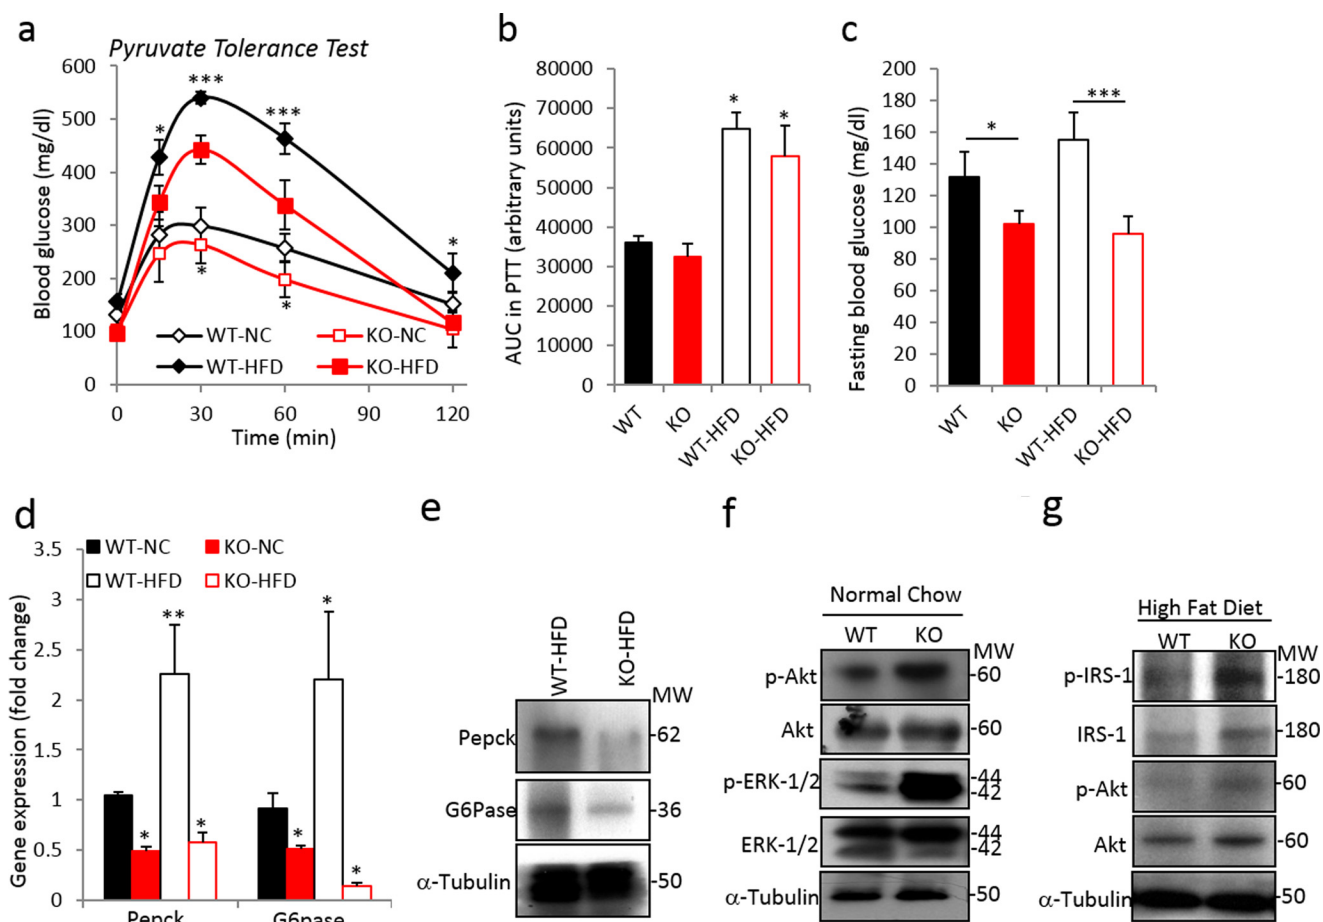 a
Pyruvate Tolerance Test
Blood glucose (mg/dl)
600
500
400
300
200
100
0
***
***
*
*
*
*
WT-NC
KO-NC
WT-HFD
KO-HFD
0
30
60
90
120
Time (min)
b
AUC in PTT (arbitrary units)
80000
70000
60000
50000
40000
30000
20000
10000
0
*
*
WT
KO
WT-HFD
KO-HFD
c
Fasting blood glucose (mg/dl)
200
180
160
140
120
100
80
60
40
20
0
*
***
WT
KO
WT-HFD
KO-HFD
d
Gene expression (fold change)
3.5
3
2.5
2
1.5
1
0.5
0
WT-NC
KO-NC
WT-HFD
KO-HFD
**
*
*
*
*
*
Pepck
G6pase
e
WT-HFD
KO-HFD
MW
Pepck
-62
G6Pase
-36
α-Tubulin
-50
f
Normal Chow
WT KO
MW
p-Akt
-60
Akt
-60
p-ERK-1/2
-44
-42
ERK-1/2
-44
-42
α-Tubulin
-50
g
High Fat Diet
WT KO
MW
p-IRS-1
-180
IRS-1
-180
p-Akt
-60
Akt
-60
α-Tubulin
-50